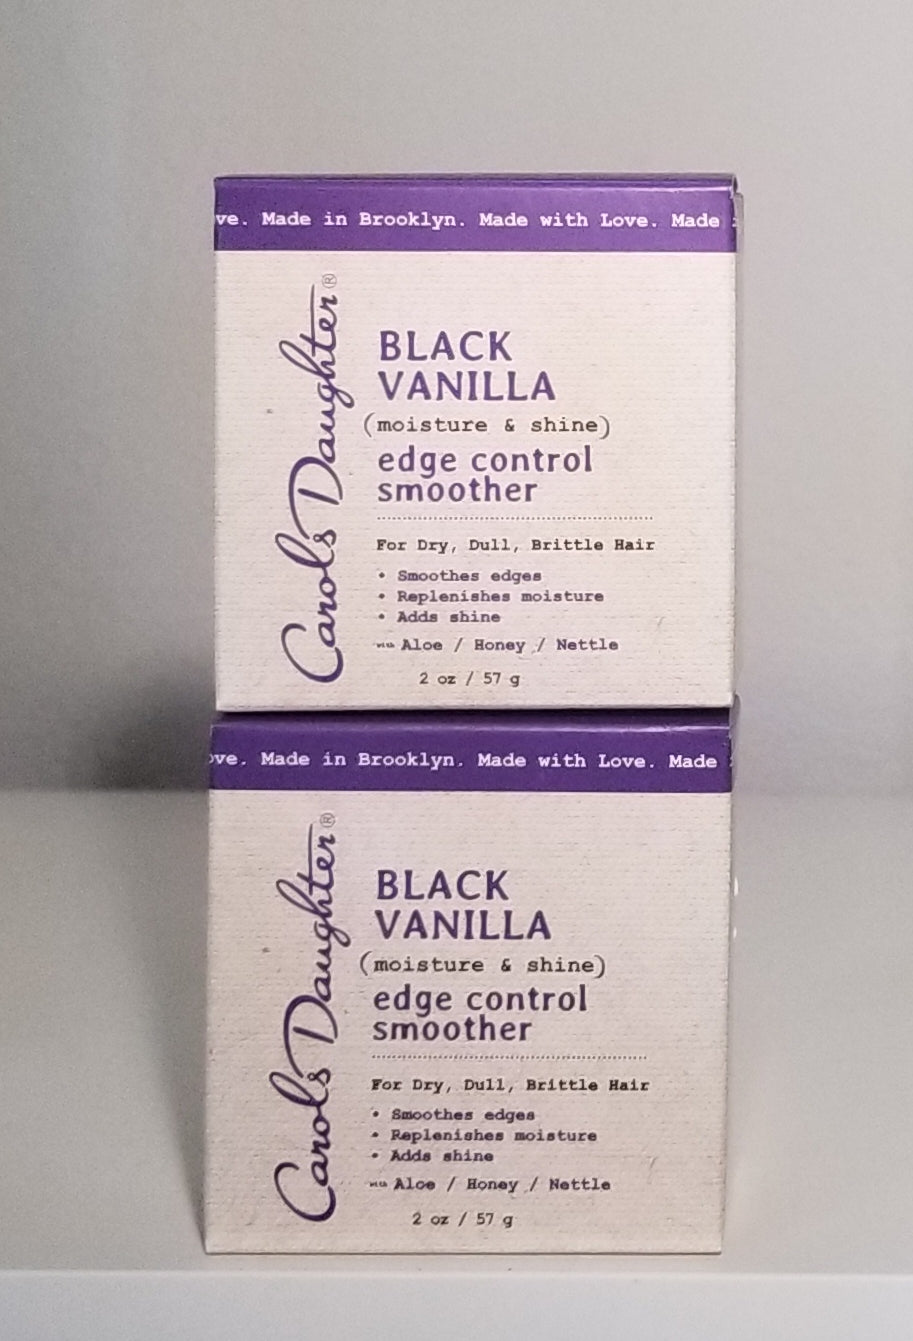 ve. Made in Brooklyn. Made with Love. Made
Carol's Daughter®
BLACK
VANILLA
(moisture & shine)
edge control
smoother
For Dry, Dull, Brittle Hair
• Smoothes edges
• Replenishes moisture
• Adds shine
with Aloe / Honey / Nettle
2 oz / 57 g
ove. Made in Brooklyn. Made with Love. Made
Carol's Daughter®
BLACK
VANILLA
(moisture & shine)
edge control
smoother
For Dry, Dull, Brittle Hair
• Smoothes edges
• Replenishes moisture
• Adds shine
with Aloe / Honey / Nettle
2 oz / 57 g